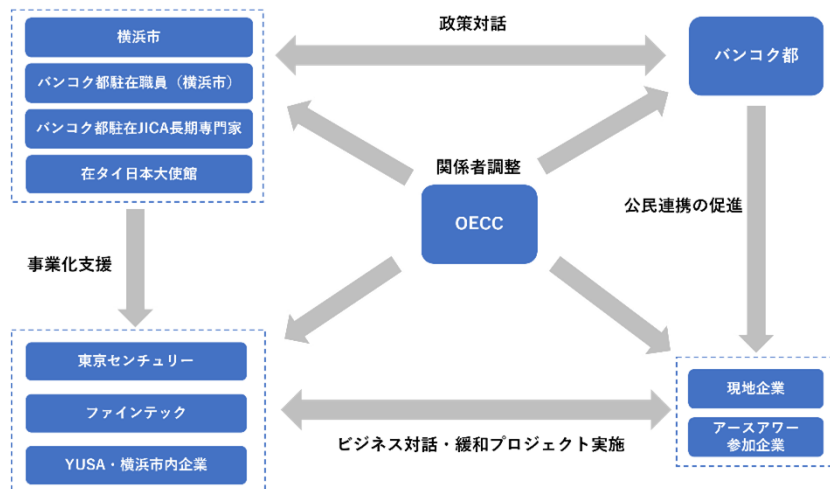 横浜市
バンコク都駐在職員（横浜市）
バンコク都駐在JICA長期専門家
在タイ日本大使館
政策対話
バンコク都
関係者調整
OECC
公民連携の促進
事業化支援
東京センチュリー
ファインテック
YUSA・横浜市内企業
ビジネス対話・緩和プロジェクト実施
現地企業
アースアワー
参加企業